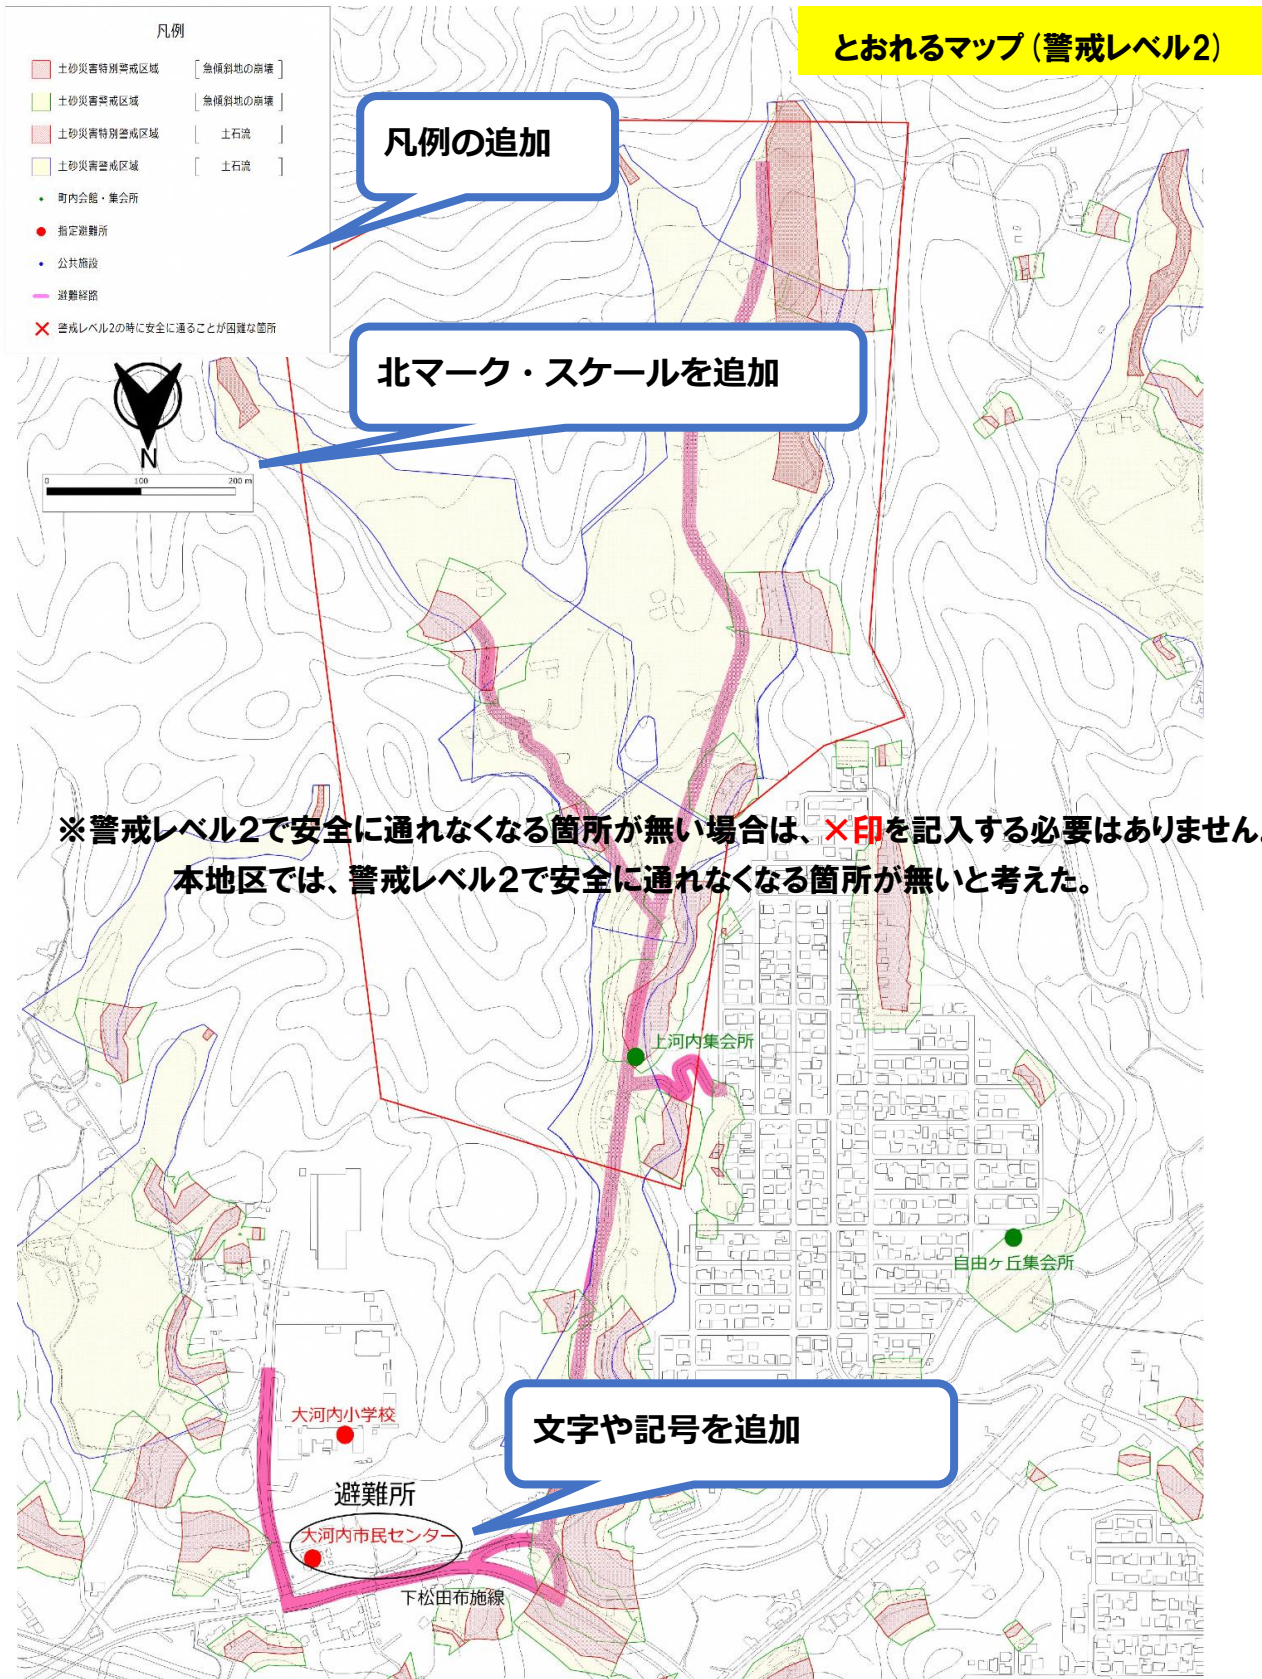 とおれるマップ(警戒レベル2)
凡例
土砂災害特別警戒区域 [急傾斜地の崩壊]
土砂災害警戒区域 [急傾斜地の崩壊]
土砂災害特別警戒区域 [土石流]
土砂災害警戒区域 [土石流]
町内会館・集会所
指定避難所
公共施設
避難経路
警戒レベル2の時に安全に通ることが困難な箇所
凡例の追加
北マーク・スケールを追加
N
0 100 200 m
※警戒レベル2で安全に通れなくなる箇所が無い場合は、×印を記入する必要はありません。
本地区では、警戒レベル2で安全に通れなくなる箇所が無いと考えた。
上河内集会所
自由ヶ丘集会所
大河内小学校
文字や記号を追加
避難所
大河内市民センター
下松田布施線